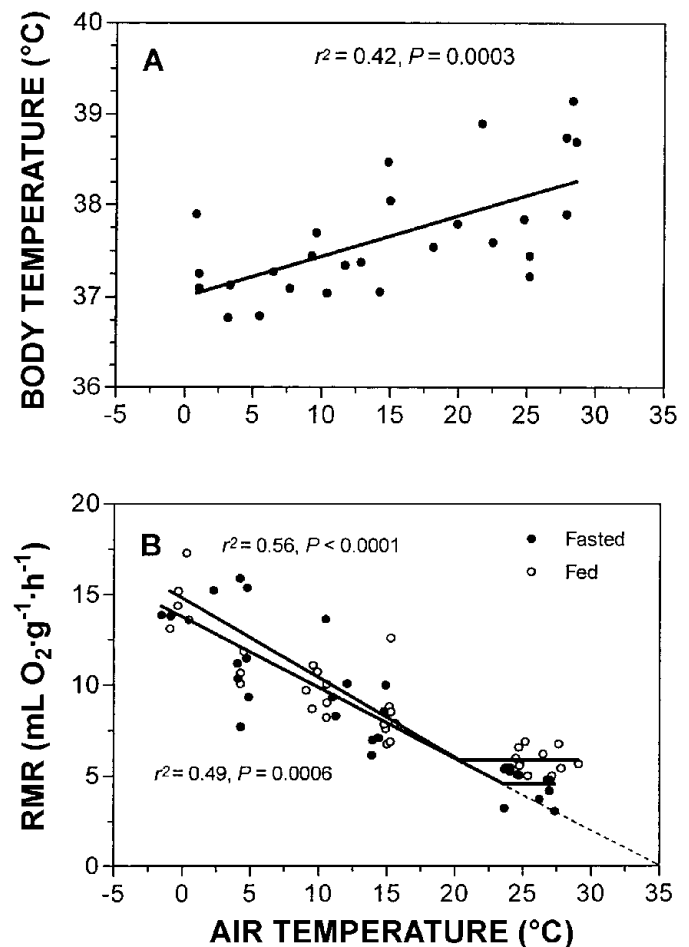 40
39
38
37
36
BODY TEMPERATURE (°C)
A
r² = 0.42, P = 0.0003
-5 0 5 10 15 20 25 30 35
20
15
10
5
0
RMR (mL O₂·g⁻¹·h⁻¹)
B
r² = 0.56, P < 0.0001
Fasted
Fed
r² = 0.49, P = 0.0006
-5 0 5 10 15 20 25 30 35
AIR TEMPERATURE (°C)